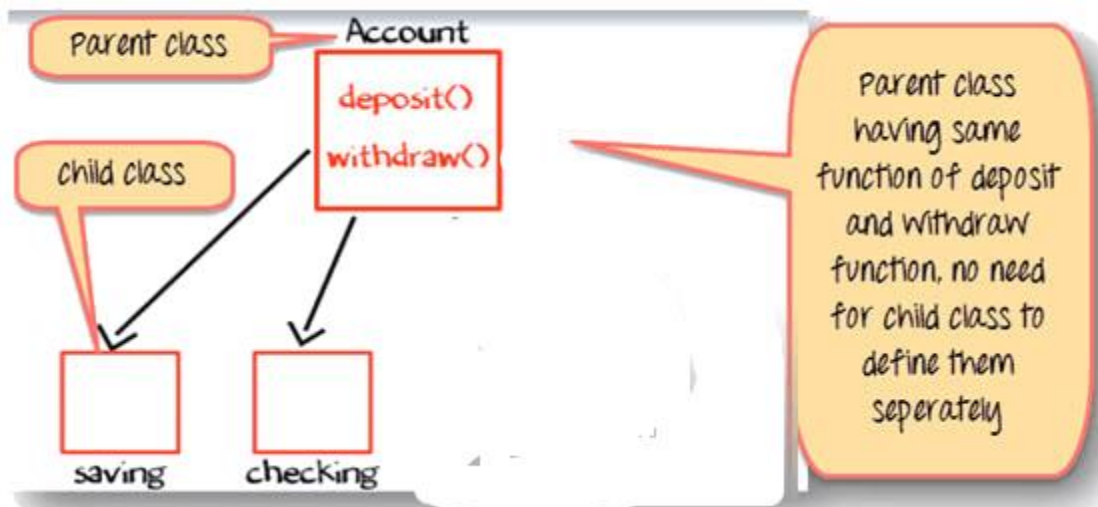 Parent class
Account
deposit()
withdraw()
child class
saving
checking
Parent class
having same
function of deposit
and withdraw
function, no need
for child class to
define them
seperately